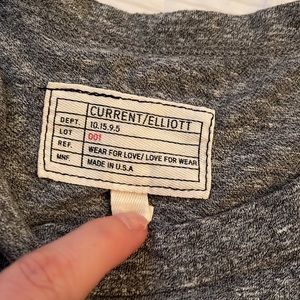 CURRENT/ELLIOTT
DEPT. 10.15.9.5
LOT 001
REF. WEAR FOR LOVE/ LOVE FOR WEAR
MNF. MADE IN U.S.A